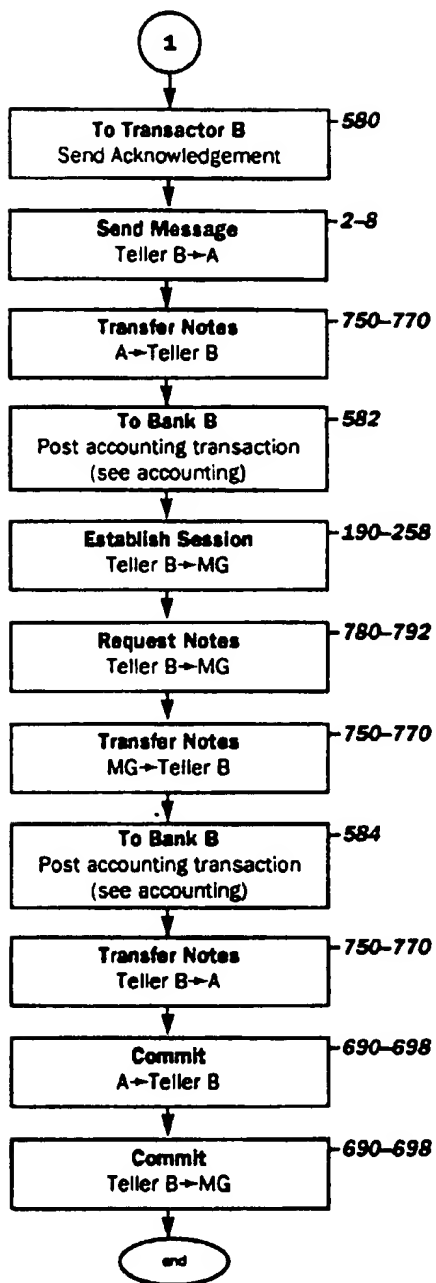 1
To Transactor B
Send Acknowledgement
580
Send Message
Teller B→A
2–8
Transfer Notes
A→Teller B
750–770
To Bank B
Post accounting transaction
(see accounting)
582
Establish Session
Teller B→MG
190–258
Request Notes
Teller B→MG
780–792
Transfer Notes
MG→Teller B
750–770
To Bank B
Post accounting transaction
(see accounting)
584
Transfer Notes
Teller B→A
750–770
Commit
A→Teller B
690–698
Commit
Teller B→MG
690–698
end